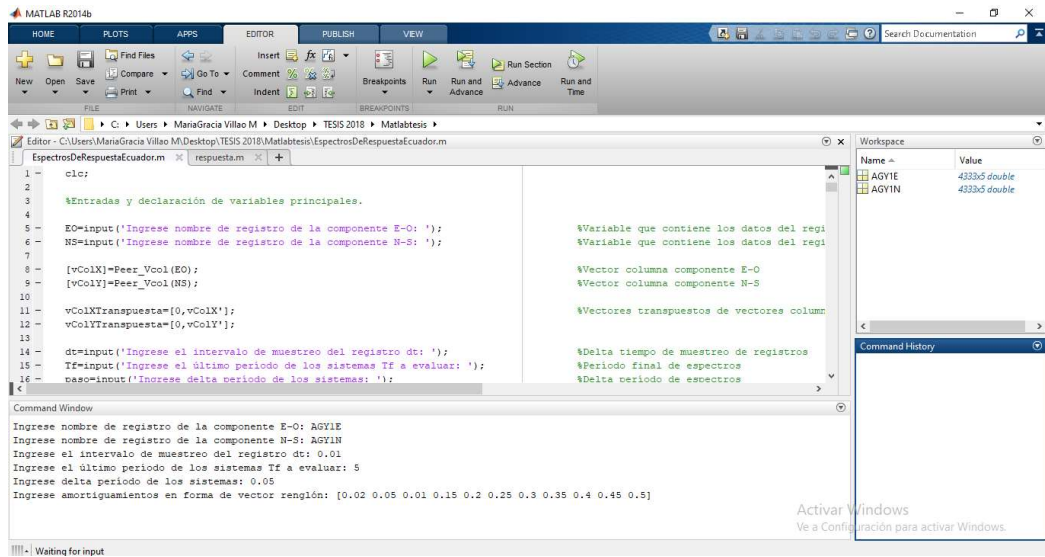 MATLAB R2014b
HOME PLOTS APPS EDITOR PUBLISH VIEW
Search Documentation
New Open Save
Find Files
Compare
Print
Go To
Find
Insert
fx
Comment
Indent
Breakpoints
Run
Run and Advance
Run Section
Advance
Run and Time
FILE NAVIGATE EDIT BREAKPOINTS RUN
C: Users MariaGracia Villao M Desktop TESIS 2018 Matlabtesis
Editor - C:\Users\MariaGracia Villao M\Desktop\TESIS 2018\Matlabtesis\EspectrosDeRespuestaEcuador.m
EspectrosDeRespuestaEcuador.m respuesta.m
1 - clc;
2
3 %Entradas y declaración de variables principales.
4
5 - EO=input('Ingrese nombre de registro de la componente E-O: '); %Variable que contiene los datos del regi
6 - NS=input('Ingrese nombre de registro de la componente N-S: '); %Variable que contiene los datos del regi
7
8 - [vColX]=Peer_Vcol(EO); %Vector columna componente E-O
9 - [vColY]=Peer_Vcol(NS); %Vector columna componente N-S
10
11 - vColXTranspuesta=[0,vColX']; %Vectores transpuestos de vectores column
12 - vColYTranspuesta=[0,vColY'];
13
14 - dt=input('Ingrese el intervalo de muestreo del registro dt: '); %Delta tiempo de muestreo de registros
15 - Tf=input('Ingrese el último período de los sistemas Tf a evaluar: '); %Periodo final de espectros
16 - paso=input('Ingrese delta período de los sistemas: '); %Delta período de espectros
Workspace
Name Value
AGY1E 4333x5 double
AGY1N 4333x5 double
Command History
Command Window
Ingrese nombre de registro de la componente E-O: AGY1E
Ingrese nombre de registro de la componente N-S: AGY1N
Ingrese el intervalo de muestreo del registro dt: 0.01
Ingrese el último período de los sistemas Tf a evaluar: 5
Ingrese delta período de los sistemas: 0.05
Ingrese amortiguamientos en forma de vector renglón: [0.02 0.05 0.01 0.15 0.2 0.25 0.3 0.35 0.4 0.45 0.5]
Activar Windows
Ve a Configuración para activar Windows.
Waiting for input